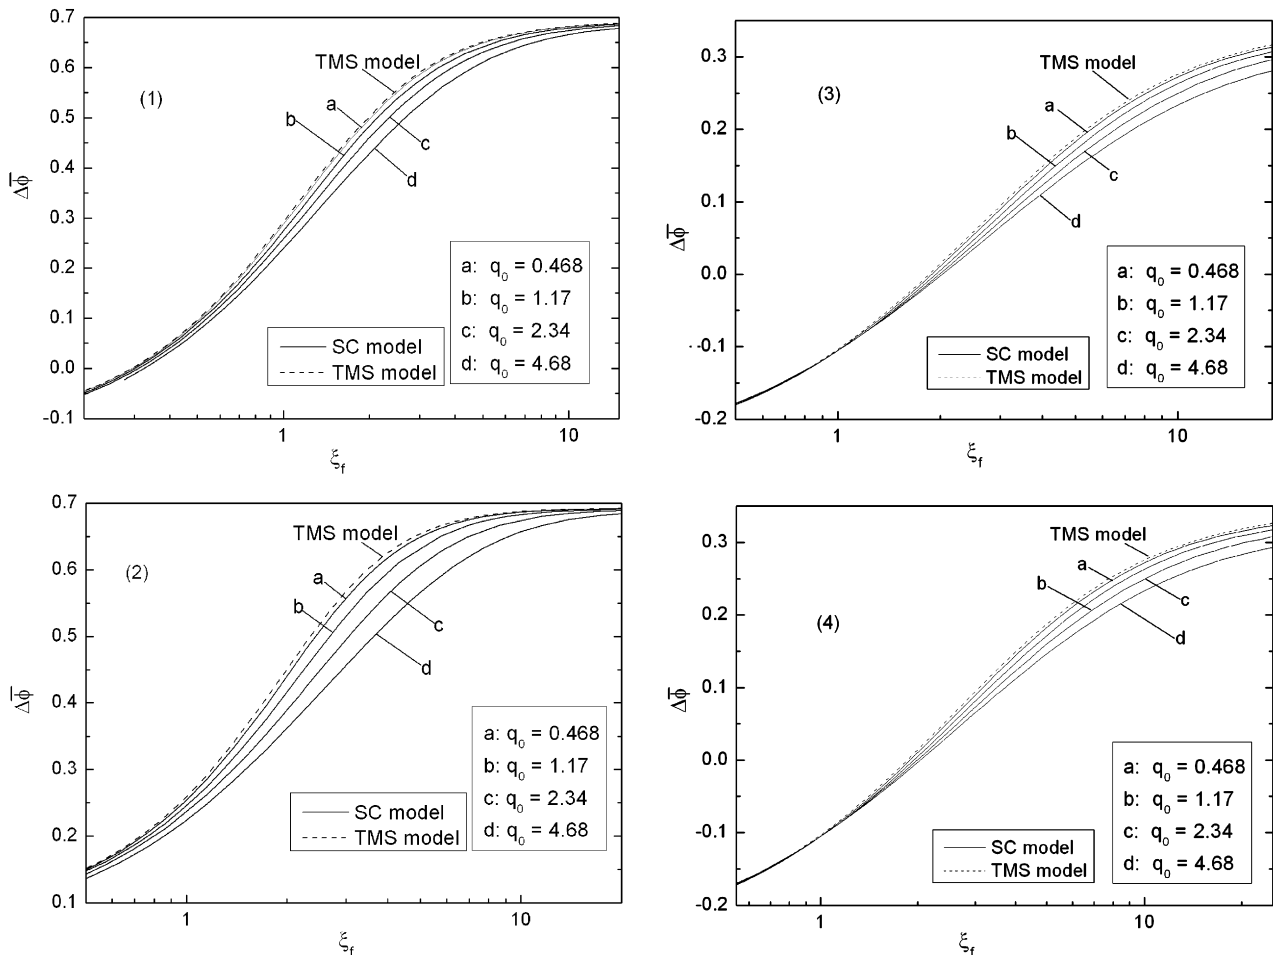 0.7
0.6
0.5
0.4
0.3
0.2
0.1
0.0
-0.1
Δϕ̅
(1)
TMS model
a
b
c
d
a: q₀ = 0.468
b: q₀ = 1.17
c: q₀ = 2.34
d: q₀ = 4.68
SC model
TMS model
1
10
ξf
0.3
0.2
0.1
0.0
-0.1
-0.2
Δϕ̅
(3)
TMS model
a
b
c
d
a: q₀ = 0.468
b: q₀ = 1.17
c: q₀ = 2.34
d: q₀ = 4.68
SC model
TMS model
1
10
ξf
0.7
0.6
0.5
0.4
0.3
0.2
0.1
Δϕ̅
(2)
TMS model
a
b
c
d
a: q₀ = 0.468
b: q₀ = 1.17
c: q₀ = 2.34
d: q₀ = 4.68
SC model
TMS model
1
10
ξf
0.3
0.2
0.1
0.0
-0.1
-0.2
Δϕ̅
(4)
TMS model
a
b
c
d
a: q₀ = 0.468
b: q₀ = 1.17
c: q₀ = 2.34
d: q₀ = 4.68
SC model
TMS model
1
10
ξf